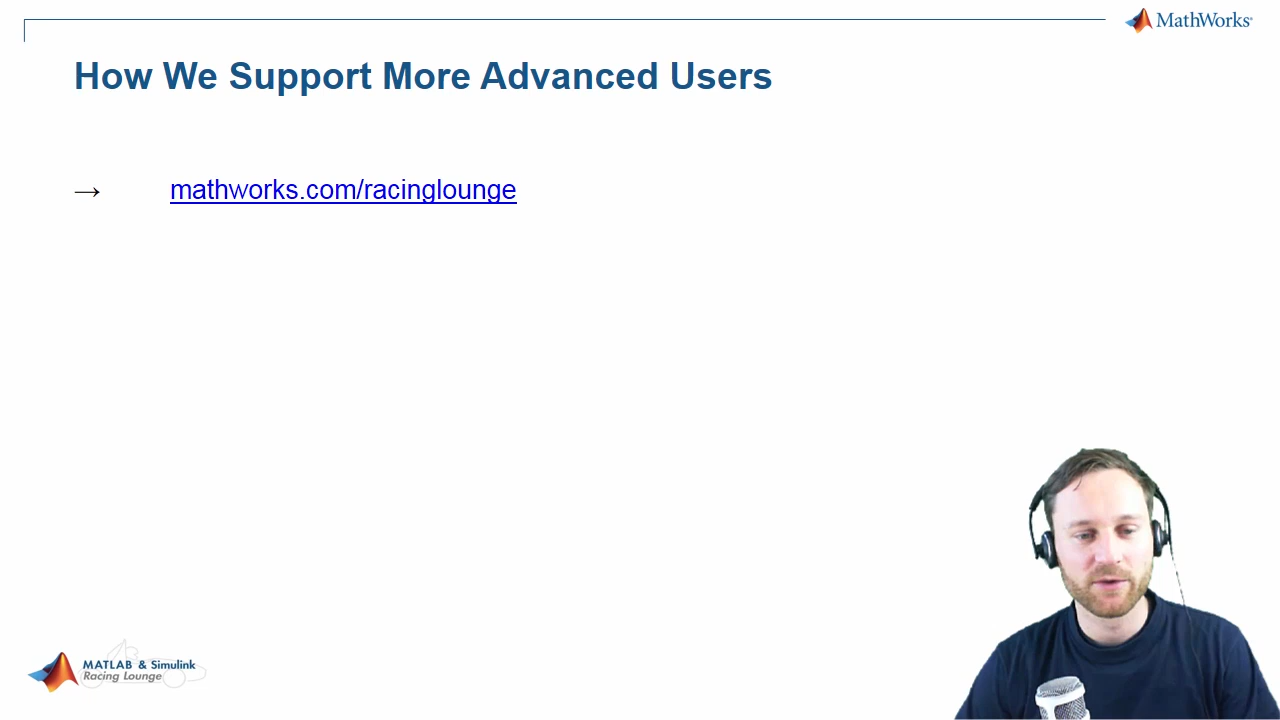 MathWorks
How We Support More Advanced Users
→ mathworks.com/racinglounge
MATLAB & Simulink
Racing Lounge